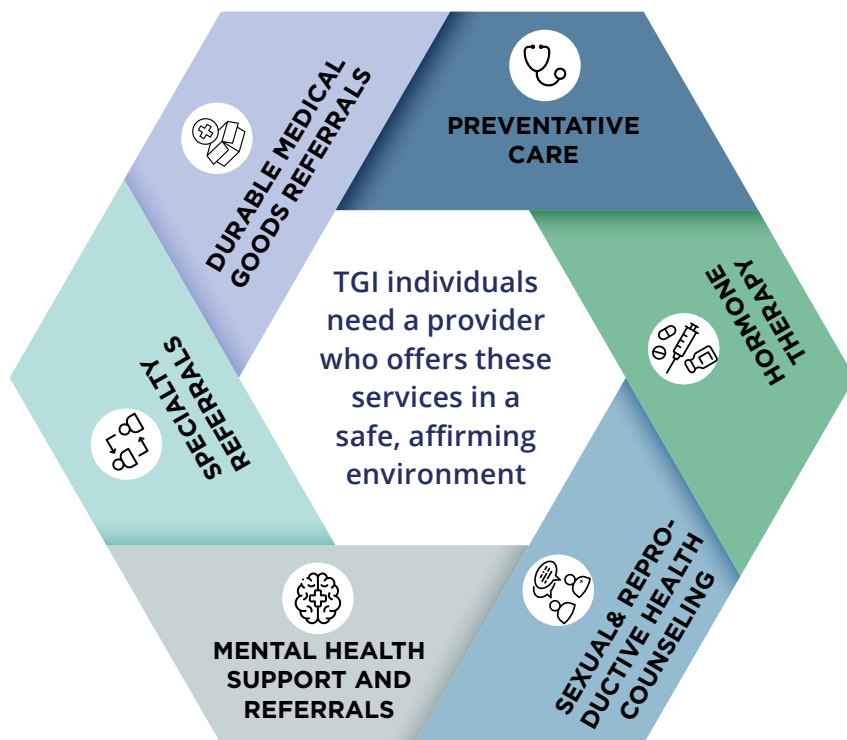 PREVENTATIVE
CARE
HORMONE
THERAPY
SEXUAL& REPRO-
DUCTIVE HEALTH
COUNSELING
MENTAL HEALTH
SUPPORT AND
REFERRALS
SPECIALTY
REFERRALS
DURABLE MEDICAL
GOODS REFERRALS
TGI individuals
need a provider
who offers these
services in a
safe, affirming
environment